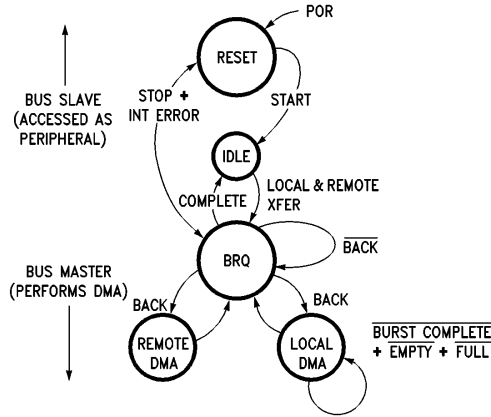 POR
RESET
BUS SLAVE
(ACCESSED AS
PERIPHERAL)
STOP +
INT ERROR
START
IDLE
COMPLETE
LOCAL & REMOTE
XFER
BRQ
BACK
BUS MASTER
(PERFORMS DMA)
BACK
BACK
REMOTE
DMA
LOCAL
DMA
BURST COMPLETE
+ EMPTY + FULL